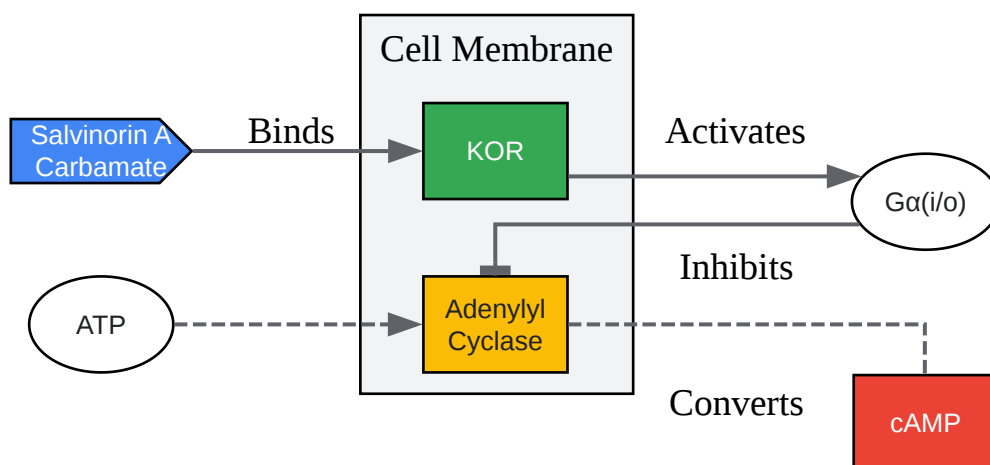 Cell Membrane
Salvinorin A
Carbamate
Binds
KOR
Activates
Gα(i/o)
Inhibits
ATP
Adenylyl
Cyclase
Converts
cAMP